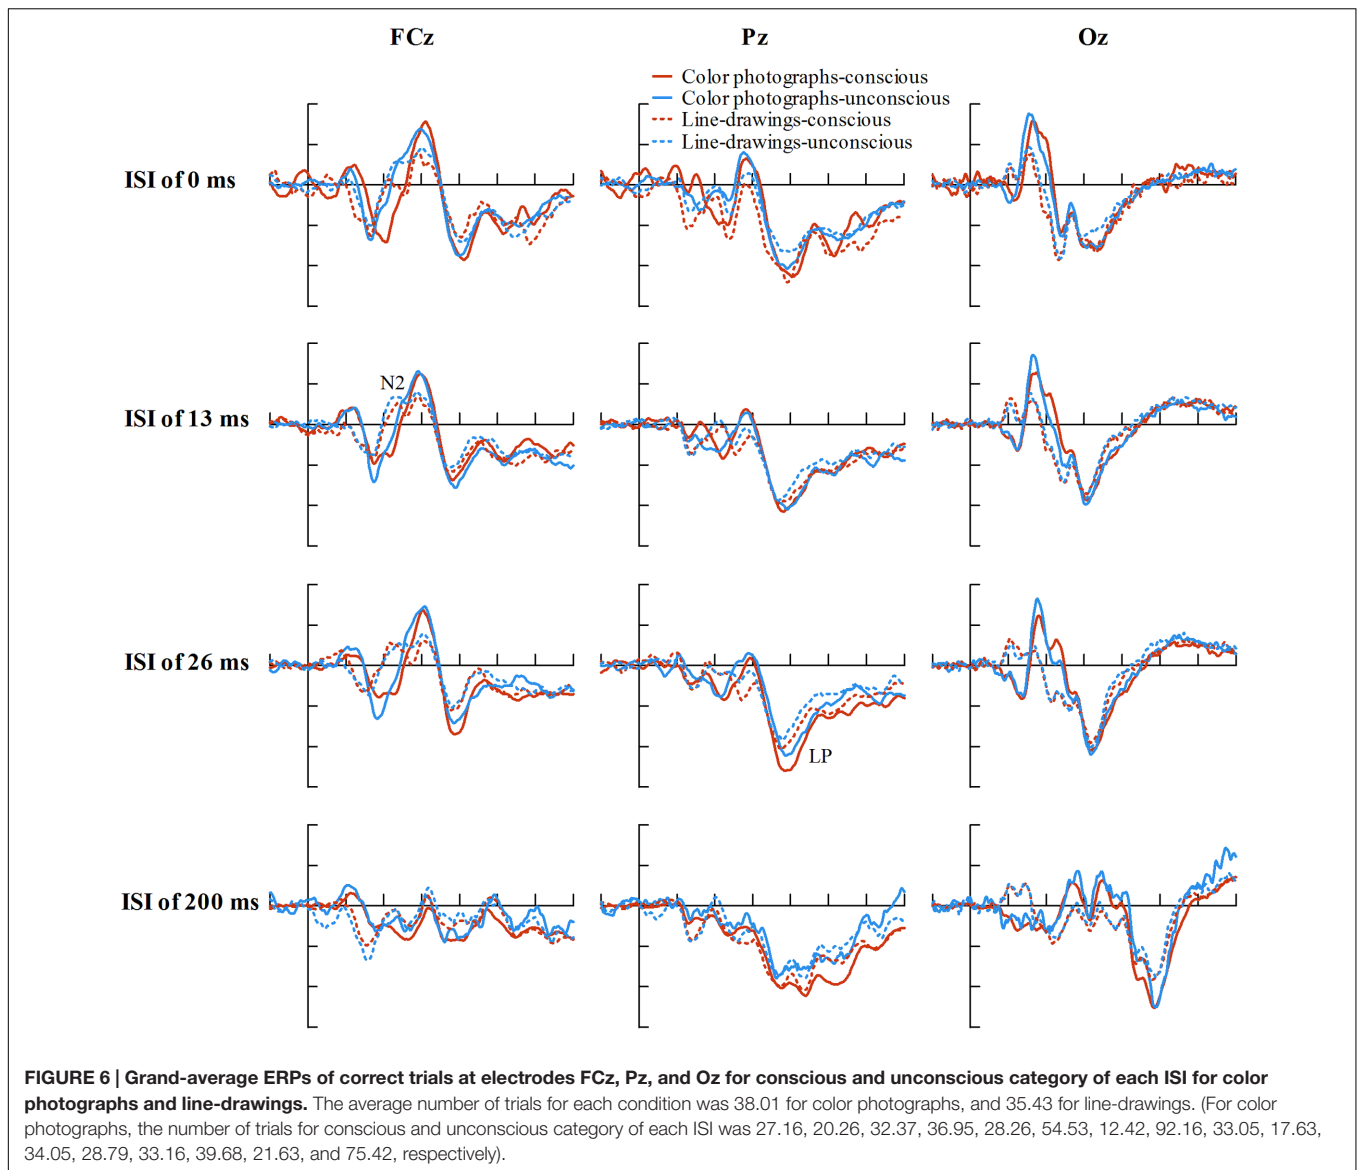 FCz
Pz
Oz
Color photographs-conscious
Color photographs-unconscious
Line-drawings-conscious
Line-drawings-unconscious
ISI of 0 ms
N2
ISI of 13 ms
ISI of 26 ms
LP
ISI of 200 ms
FIGURE 6 | Grand-average ERPs of correct trials at electrodes FCz, Pz, and Oz for conscious and unconscious category of each ISI for color
photographs and line-drawings. The average number of trials for each condition was 38.01 for color photographs, and 35.43 for line-drawings. (For color
photographs, the number of trials for conscious and unconscious category of each ISI was 27.16, 20.26, 32.37, 36.95, 28.26, 54.53, 12.42, 92.16, 33.05, 17.63,
34.05, 28.79, 33.16, 39.68, 21.63, and 75.42, respectively).